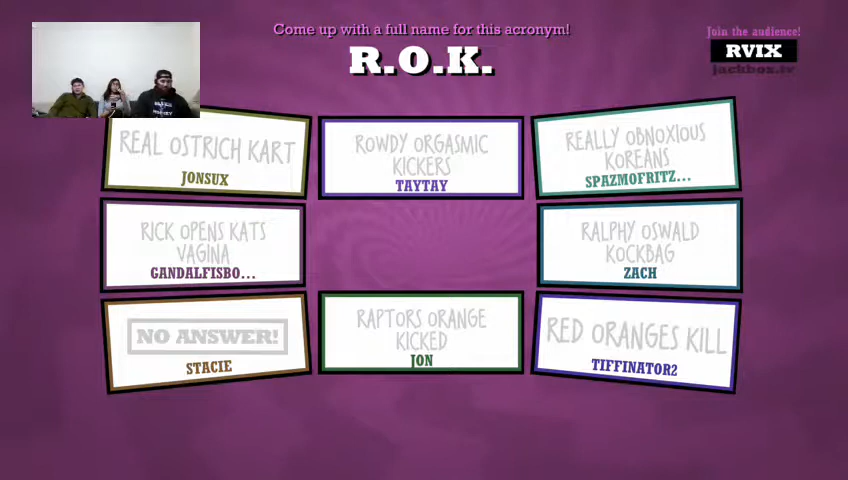 Come up with a full name for this acronym!
R.O.K.
Join the audience!
RVIX
jackbox.tv
REAL OSTRICH KART
JONSUX
ROWDY ORGASMIC
KICKERS
TAYTAY
REALLY OBNOXIOUS
KOREANS
SPAZMOFRITZ...
RICK OPENS KATS
VAGINA
GANDALFISBO...
RALPHY OSWALD
KOCKBAG
ZACH
NO ANSWER!
STACIE
RAPTORS ORANGE
KICKED
JON
RED ORANGES KILL
TIFFINATOR2